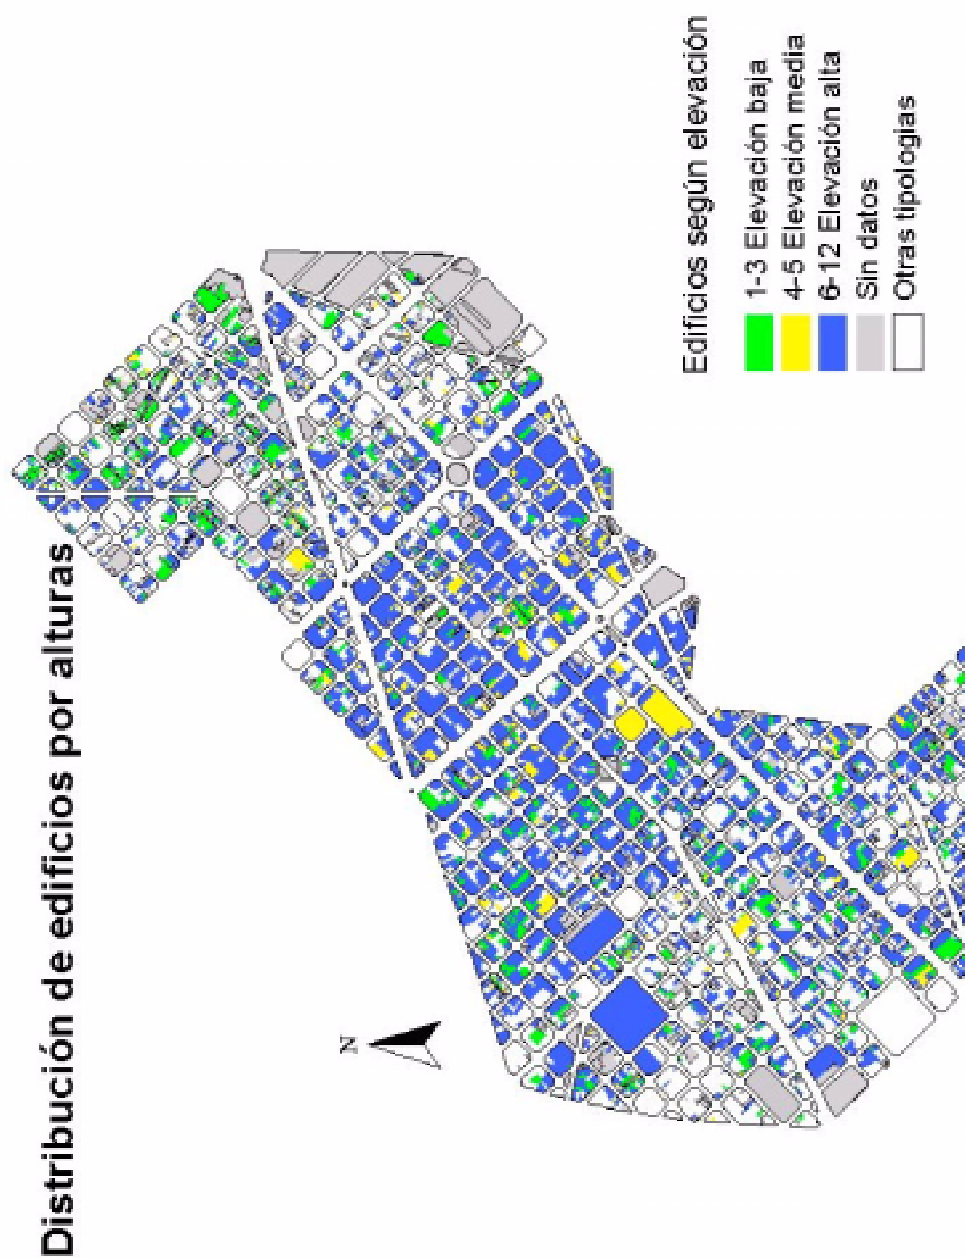 Distribución de edificios por alturas
N
Edificios según elevación
1-3 Elevación baja
4-5 Elevación media
6-12 Elevación alta
Sin datos
Otras tipologias